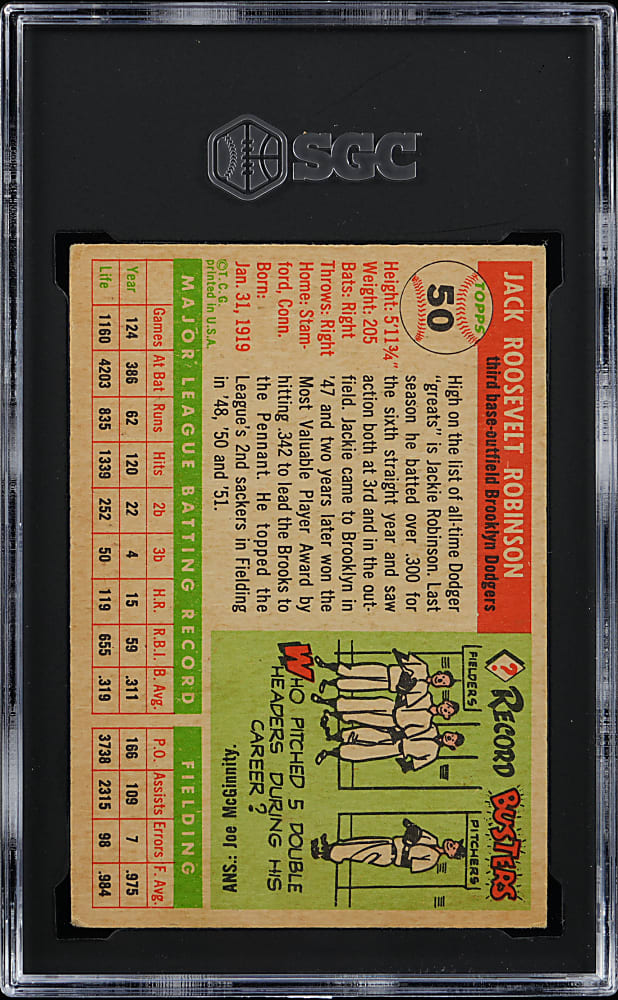 SGC
JACK ROOSEVELT ROBINSON
third base-outfield Brooklyn Dodgers
TOPPS
50
Height: 5'11¾"
Weight: 205
Bats: Right
Throws: Right
Home: Stam-
ford, Conn.
Born:
Jan. 31, 1919
©T.C.G.
printed in U.S.A.
High on the list of all-time Dodger
"greats" is Jackie Robinson. Last
season he batted over .300 for
the sixth straight year and saw
action both at 3rd and in the out-
field. Jackie came to Brooklyn in
'47 and two years later won the
Most Valuable Player Award by
hitting .342 to lead the Brooks to
the Pennant. He topped the
League's 2nd sackers in Fielding
in '48, '50 and '51.
? RECORD BUSTERS
FIELDERS
PITCHERS
WHO PITCHED 5 DOUBLE
HEADERS DURING HIS
CAREER?
ANS.: Joe McGinnity.
MAJOR LEAGUE BATTING RECORD FIELDING
Games At Bat Runs Hits 2b 3b H.R. R.B.I. B. Avg. P.O. Assists Errors F. Avg.
Year 124 386 62 120 22 4 15 59 .311 166 109 7 .975
Life 1160 4203 835 1339 252 50 119 655 .319 3738 2315 98 .984